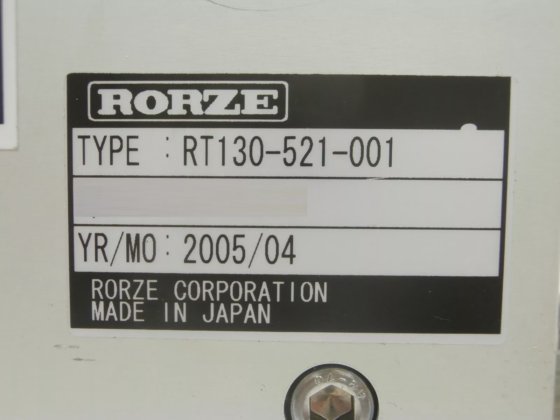 RORZE
TYPE : RT130-521-001
YR/MO: 2005/04
RORZE CORPORATION
MADE IN JAPAN